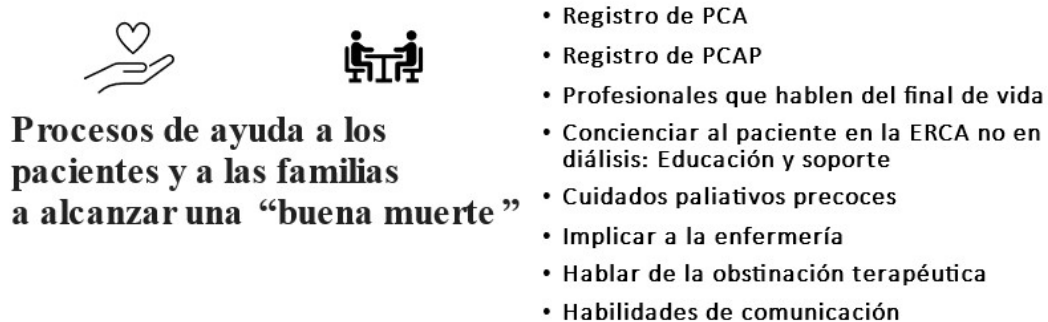 Procesos de ayuda a los
pacientes y a las familias
a alcanzar una “buena muerte”
• Registro de PCA
• Registro de PCAP
• Profesionales que hablen del final de vida
• Concienciar al paciente en la ERCA no en
diálisis: Educación y soporte
• Cuidados paliativos precoces
• Implicar a la enfermería
• Hablar de la obstinación terapéutica
• Habilidades de comunicación